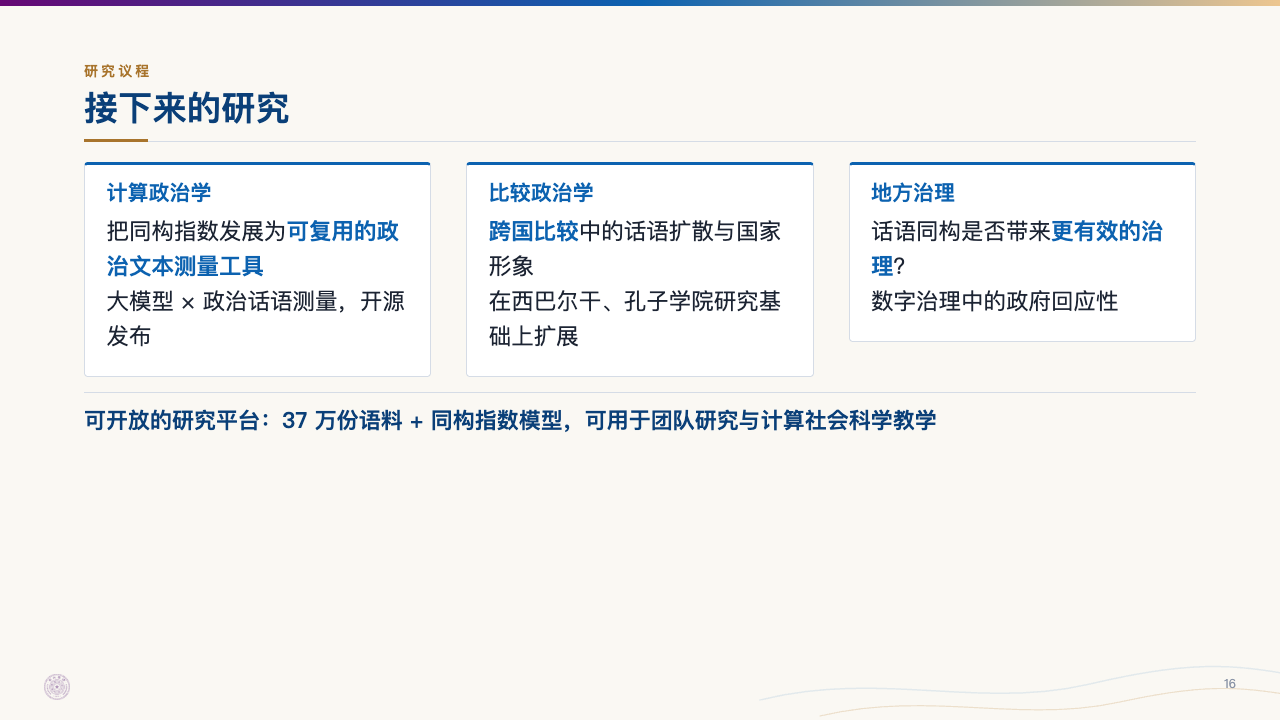 研究议程
接下来的研究
计算政治学
把同构指数发展为可复用的政
治文本测量工具
大模型 × 政治话语测量，开源
发布
比较政治学
跨国比较中的话语扩散与国家
形象
在西巴尔干、孔子学院研究基
础上扩展
地方治理
话语同构是否带来更有效的治
理?
数字治理中的政府回应性
可开放的研究平台：37 万份语料 + 同构指数模型，可用于团队研究与计算社会科学教学
16